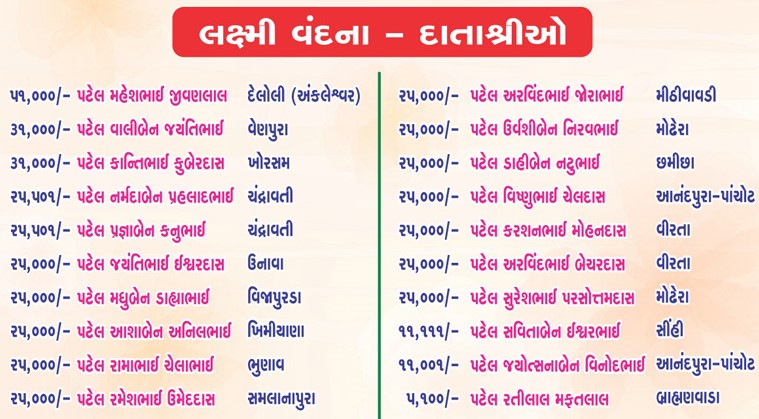 લક્ષ્મી વંદના – દાતાશ્રીઓ
૫૧,૦૦૦/- પટેલ મહેશભાઈ જીવણલાલ દેલોલી (અંકલેશ્વર)
૩૧,૦૦૦/- પટેલ વાલીબેન જયંતિભાઈ વેણપુરા
૩૧,૦૦૦/- પટેલ કાન્તિભાઈ કુબેરદાસ ખોરસમ
૨૫,૫૦૧/- પટેલ નર્મદાબેન પ્રહલાદભાઈ ચંદ્રાવતી
૨૫,૫૦૧/- પટેલ પ્રજ્ઞાબેન કનુભાઈ ચંદ્રાવતી
૨૫,૦૦૦/- પટેલ જયંતિભાઈ ઈશ્વરદાસ ઉનાવા
૨૫,૦૦૦/- પટેલ મધુબેન ડાહ્યાભાઈ વિજાપુરડા
૨૫,૦૦૦/- પટેલ આશાબેન અનિલભાઈ ખિમીયાણા
૨૫,૦૦૦/- પટેલ રામાભાઈ ચેલાભાઈ ભુણાવ
૨૫,૦૦૦/- પટેલ રમેશભાઈ ઉમેદદાસ સમલાનાપુરા
૨૫,૦૦૦/- પટેલ અરવિંદભાઈ જોરાભાઈ મીઠીવાવડી
૨૫,૦૦૦/- પટેલ ઉર્વશીબેન નિરવભાઈ મોઢેરા
૨૫,૦૦૦/- પટેલ ડાહીબેન નટુભાઈ છમીછા
૨૫,૦૦૦/- પટેલ વિષ્ણુભાઈ ચેલદાસ આનંદપુરા-પાંચોટ
૨૫,૦૦૦/- પટેલ કરશનભાઈ મોહનદાસ વીરતા
૨૫,૦૦૦/- પટેલ અરવિંદભાઈ બેચરદાસ વીરતા
૨૫,૦૦૦/- પટેલ સુરેશભાઈ પરસોત્તમદાસ મોઢેરા
૧૧,૧૧૧/- પટેલ સવિતાબેન ઈશ્વરભાઈ સીંહી
૧૧,૦૦૧/- પટેલ જયોત્સનાબેન વિનોદભાઈ આનંદપુરા-પાંચોટ
૫,૧૦૦/- પટેલ રતીલાલ મફતલાલ બ્રાહ્મણવાડા